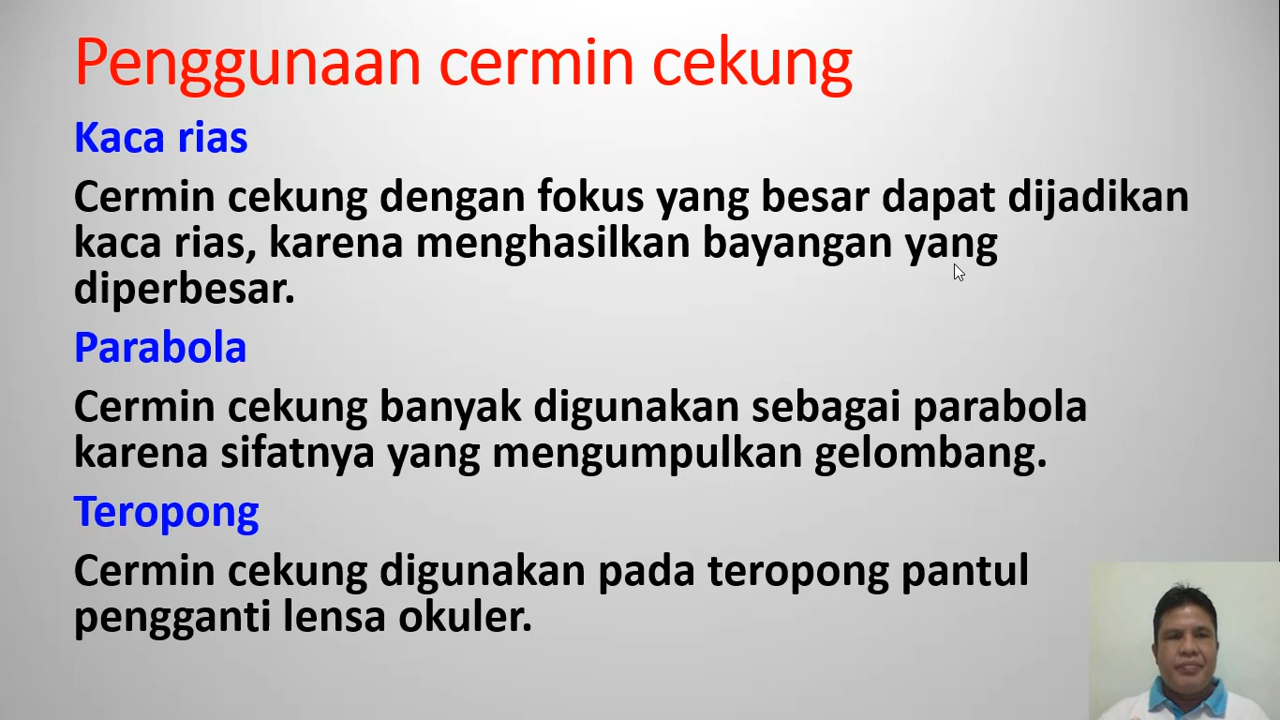 Penggunaan cermin cekung
Kaca rias
Cermin cekung dengan fokus yang besar dapat dijadikan
kaca rias, karena menghasilkan bayangan yang
diperbesar.
Parabola
Cermin cekung banyak digunakan sebagai parabola
karena sifatnya yang mengumpulkan gelombang.
Teropong
Cermin cekung digunakan pada teropong pantul
pengganti lensa okuler.